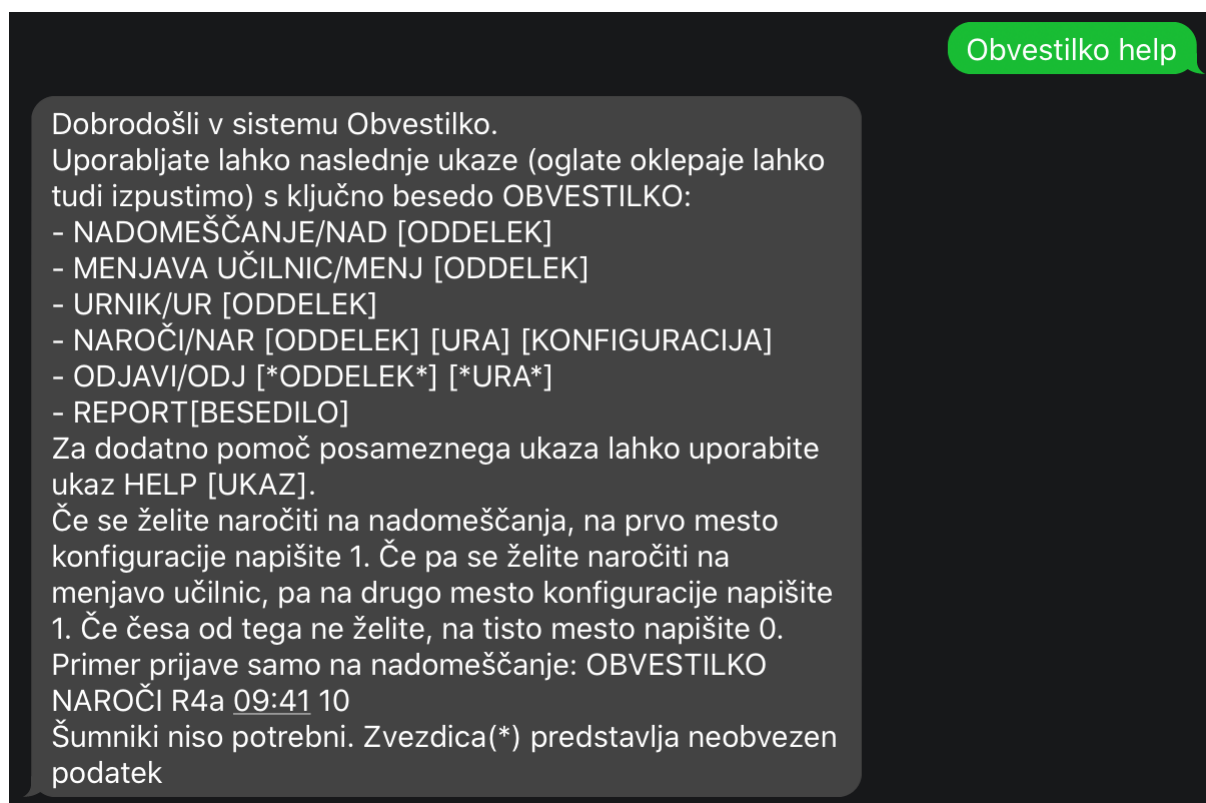 Obvestilko help
Dobrodošli v sistemu Obvestilko.
Uporabljate lahko naslednje ukaze (oglate oklepaje lahko
tudi izpustimo) s ključno besedo OBVESTILKO:
- NADOMEŠČANJE/NAD [ODDELEK]
- MENJAVA UČILNIC/MENJ [ODDELEK]
- URNIK/UR [ODDELEK]
- NAROČI/NAR [ODDELEK] [URA] [KONFIGURACIJA]
- ODJAVI/ODJ [*ODDELEK*] [*URA*]
- REPORT[BESEDILO]
Za dodatno pomoč posameznega ukaza lahko uporabite
ukaz HELP [UKAZ].
Če se želite naročiti na nadomeščanja, na prvo mesto
konfiguracije napišite 1. Če pa se želite naročiti na
menjavo učilnic, pa na drugo mesto konfiguracije napišite
1. Če česa od tega ne želite, na tisto mesto napišite 0.
Primer prijave samo na nadomeščanje: OBVESTILKO
NAROČI R4a 09:41 10
Šumniki niso potrebni. Zvezdica(*) predstavlja neobvezen
podatek